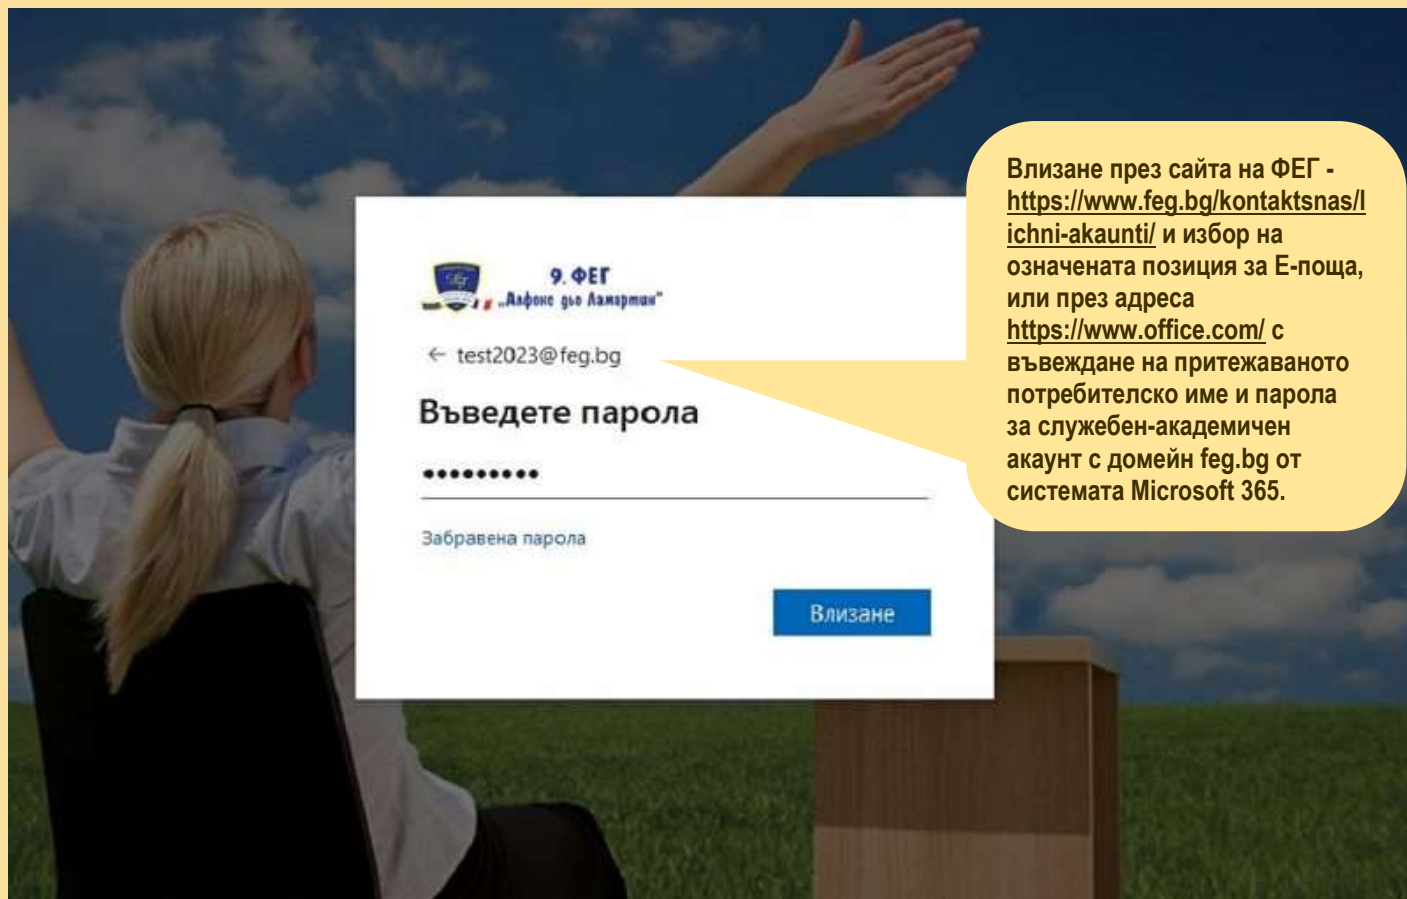 9. ФЕГ
„Алфонс дьо Ламартин"
← test2023@feg.bg
Въведете парола
•••••••••
Забравена парола
Влизане
Влизане през сайта на ФЕГ -
https://www.feg.bg/kontaktsnas/l
ichni-akaunti/ и избор на
означената позиция за Е-поща,
или през адреса
https://www.office.com/ с
въвеждане на притежаваното
потребителско име и парола
за служебен-академичен
акаунт с домейн feg.bg от
системата Microsoft 365.